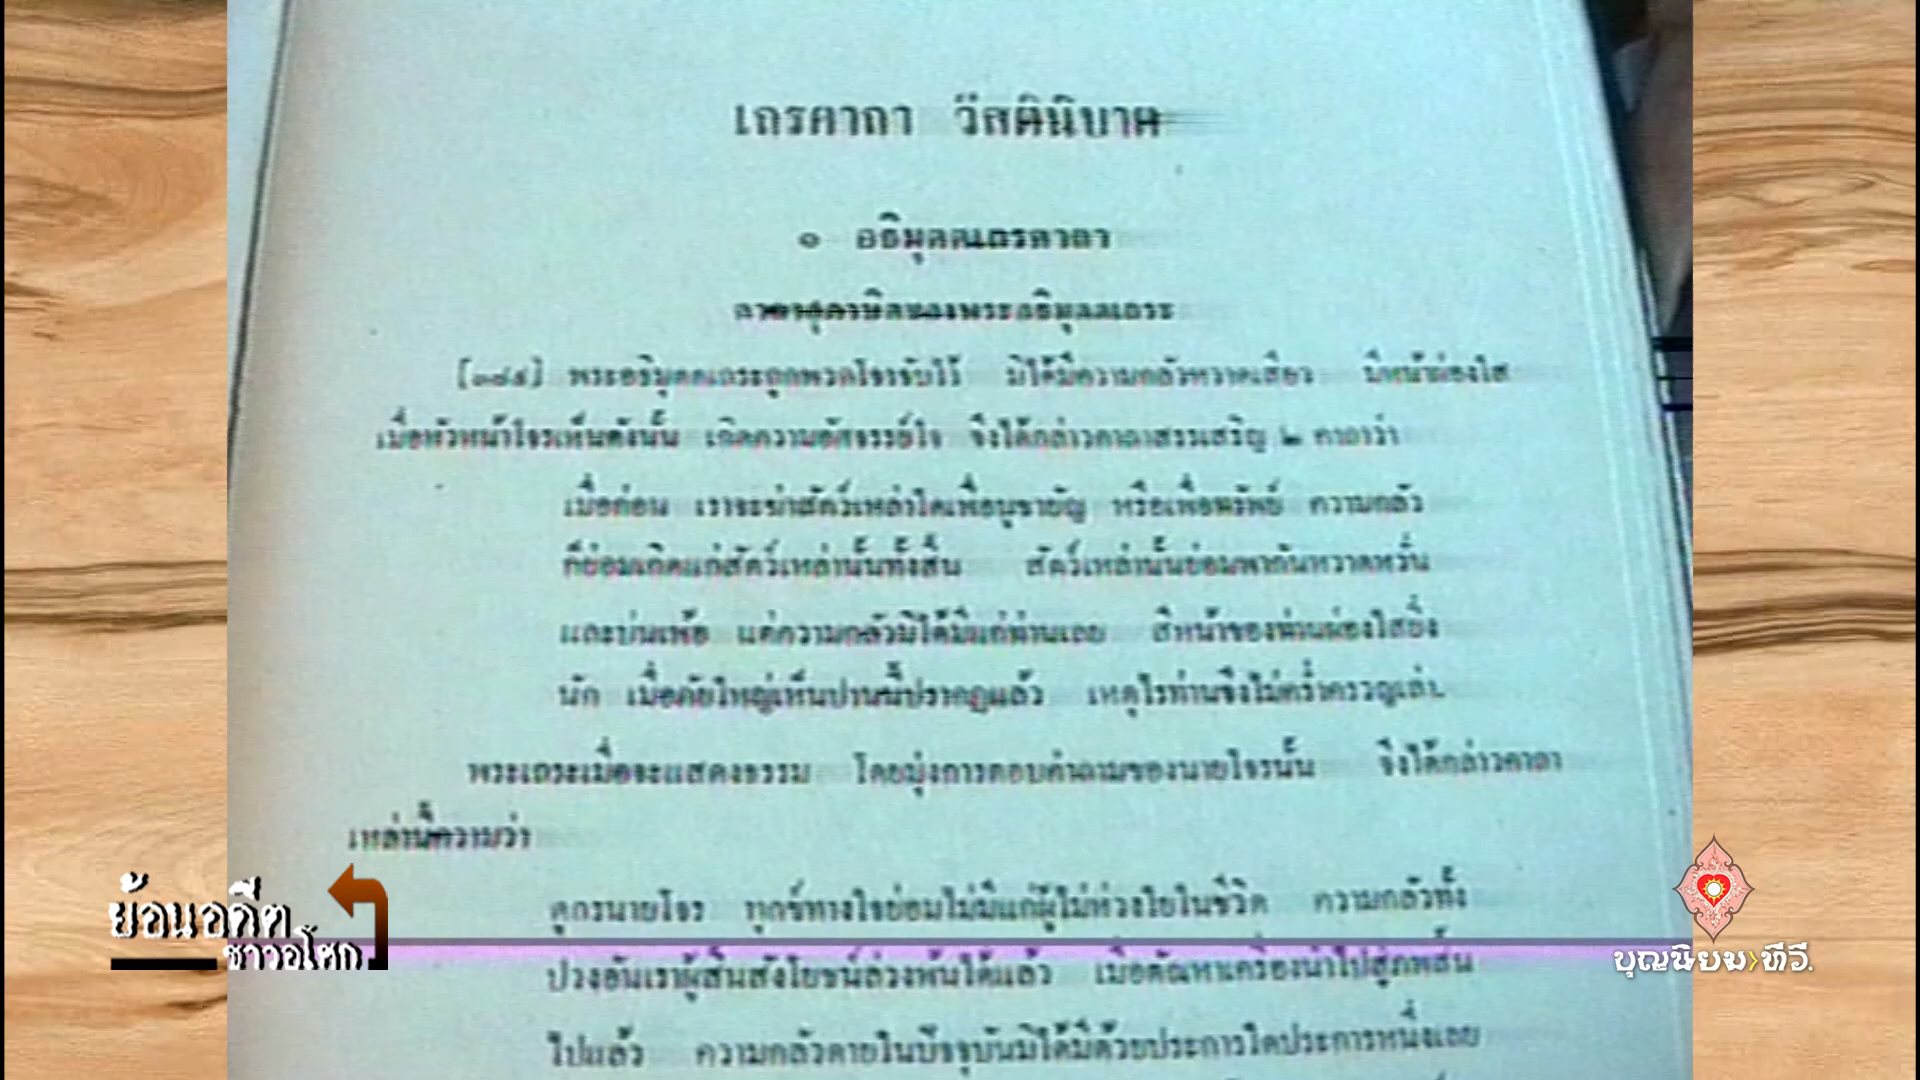 เถรคาถา วีสตินิบาต
๑ อธิมุตตเถรคาถา
คาถาสุภาษิตของพระอธิมุตตเถระ
[๓๘๕] พระอธิมุตตเถระถูกพวกโจรจับไว้ มิได้มีความกลัวหวาดเสียว มีหน้าผ่องใส
เมื่อหัวหน้าโจรเห็นดังนั้น เกิดความอัศจรรย์ใจ จึงได้กล่าวคาถาสรรเสริญ ๒ คาถาว่า
เมื่อก่อน เราจะฆ่าสัตว์เหล่าใดเพื่อบูชายัญ หรือเพื่อทรัพย์ ความกลัว
ก็ย่อมเกิดแก่สัตว์เหล่านั้นทั้งสิ้น สัตว์เหล่านั้นย่อมพากันหวาดหวั่น
และบ่นเพ้อ แต่ความกลัวมิได้มีแก่ท่านเลย สีหน้าของท่านผ่องใสยิ่ง
นัก เมื่อภัยใหญ่เห็นปานนี้ปรากฏแล้ว เหตุไรท่านจึงไม่คร่ำครวญเล่า
พระเถระเมื่อจะแสดงธรรม โดยมุ่งการตอบคำถามของนายโจรนั้น จึงได้กล่าวคาถา
เหล่านี้ความว่า
ดูกรนายโจร ทุกข์ทางใจย่อมไม่มีแก่ผู้ไม่ห่วงใยในชีวิต ความกลัวทั้ง
ปวงอันเราผู้สิ้นสังโยชน์ล่วงพ้นได้แล้ว เมื่อตัณหาเครื่องนำไปสู่ภพสิ้น
ไปแล้ว ความกลัวตายในปัจจุบันมิได้มีด้วยประการใดประการหนึ่งเลย
ย้อนอดีต
ชาวอโศก
บุญนิยมทีวี.